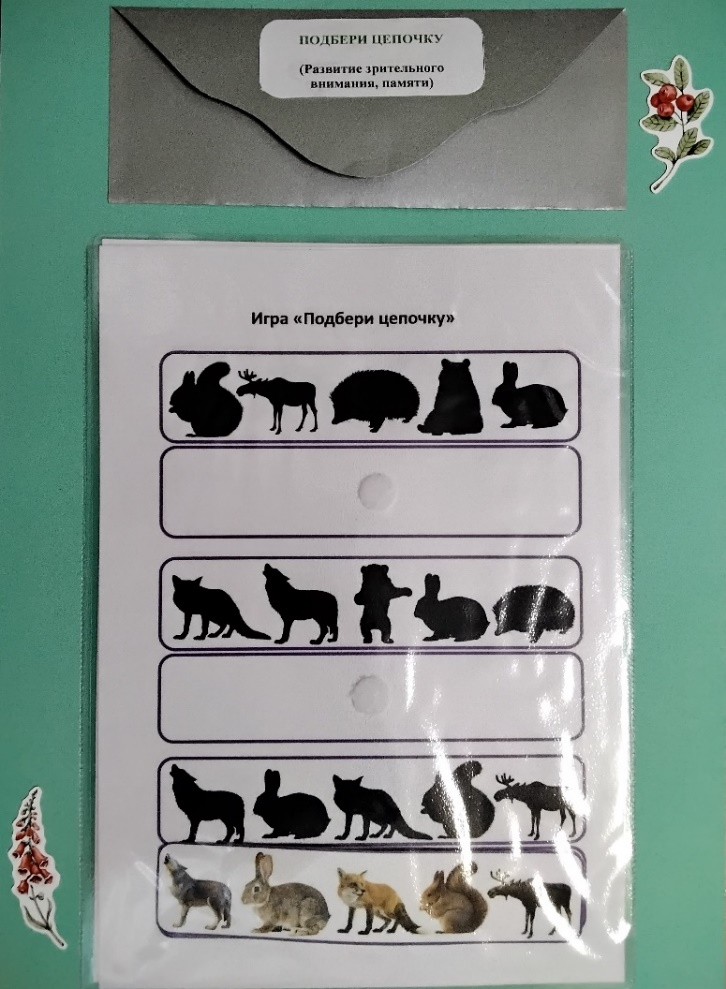 ПОДБЕРИ ЦЕПОЧКУ
(Развитие зрительного
внимания, памяти)
Игра «Подбери цепочку»